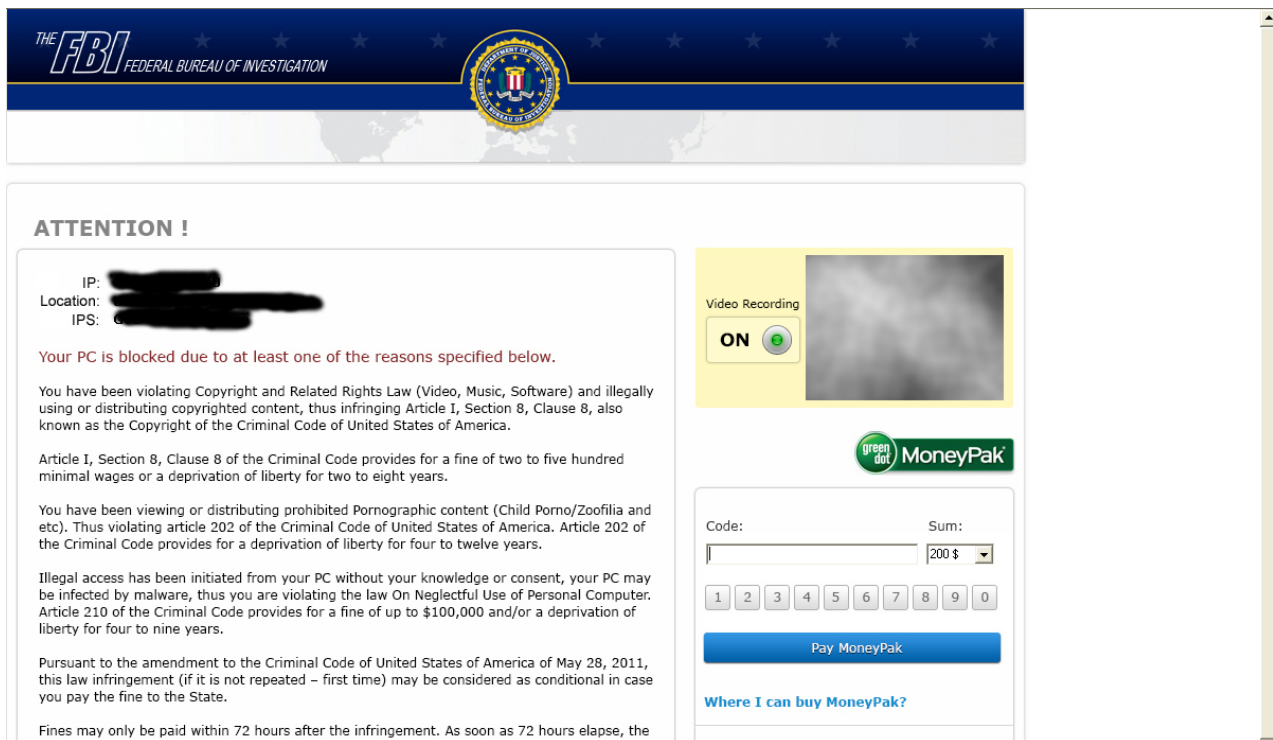 THE FBI FEDERAL BUREAU OF INVESTIGATION
DEPARTMENT OF JUSTICE
FEDERAL BUREAU OF INVESTIGATION
ATTENTION !
IP:
Location:
IPS:
Your PC is blocked due to at least one of the reasons specified below.
You have been violating Copyright and Related Rights Law (Video, Music, Software) and illegally
using or distributing copyrighted content, thus infringing Article I, Section 8, Clause 8, also
known as the Copyright of the Criminal Code of United States of America.
Article I, Section 8, Clause 8 of the Criminal Code provides for a fine of two to five hundred
minimal wages or a deprivation of liberty for two to eight years.
You have been viewing or distributing prohibited Pornographic content (Child Porno/Zoofilia and
etc). Thus violating article 202 of the Criminal Code of United States of America. Article 202 of
the Criminal Code provides for a deprivation of liberty for four to twelve years.
Illegal access has been initiated from your PC without your knowledge or consent, your PC may
be infected by malware, thus you are violating the law On Neglectful Use of Personal Computer.
Article 210 of the Criminal Code provides for a fine of up to $100,000 and/or a deprivation of
liberty for four to nine years.
Pursuant to the amendment to the Criminal Code of United States of America of May 28, 2011,
this law infringement (if it is not repeated – first time) may be considered as conditional in case
you pay the fine to the State.
Fines may only be paid within 72 hours after the infringement. As soon as 72 hours elapse, the
Video Recording
ON
green dot MoneyPak
Code: Sum:
200 $
1 2 3 4 5 6 7 8 9 0
Pay MoneyPak
Where I can buy MoneyPak?